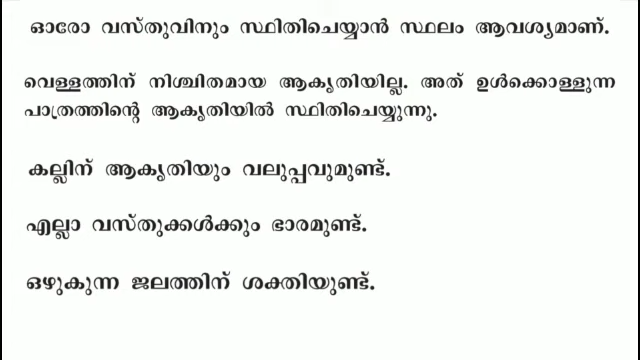 ഓരോ വസ്തുവിനും സ്ഥിതിചെയ്യാൻ സ്ഥലം ആവശ്യമാണ്.
വെള്ളത്തിന് നിശ്ചിതമായ ആകൃതിയില്ല. അത് ഉൾക്കൊള്ളുന്ന
പാത്രത്തിന്റെ ആകൃതിയിൽ സ്ഥിതിചെയ്യുന്നു.
കല്ലിന് ആകൃതിയും വലുപ്പവുമുണ്ട്.
എല്ലാ വസ്തുക്കൾക്കും ഭാരമുണ്ട്.
ഒഴുകുന്ന ജലത്തിന് ശക്തിയുണ്ട്.